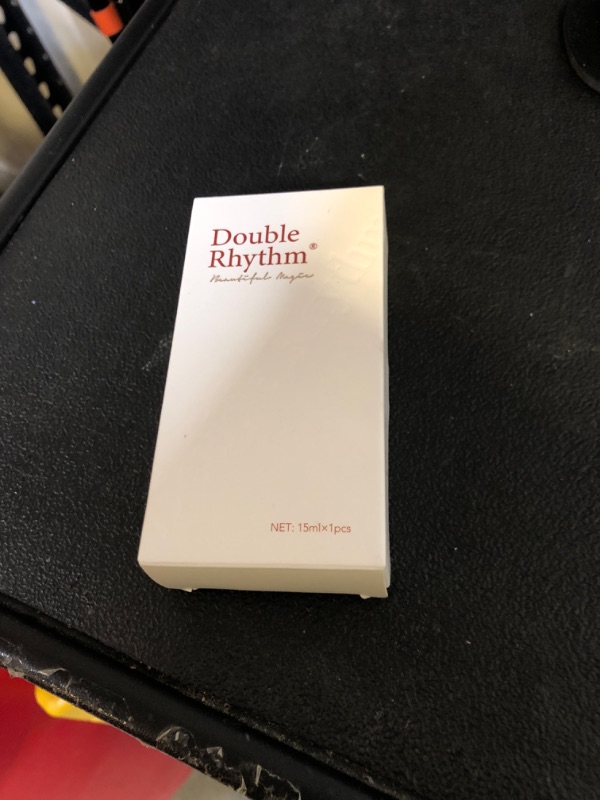 Double
Rhythm®
Beautiful Magic
NET: 15ml×1pcs